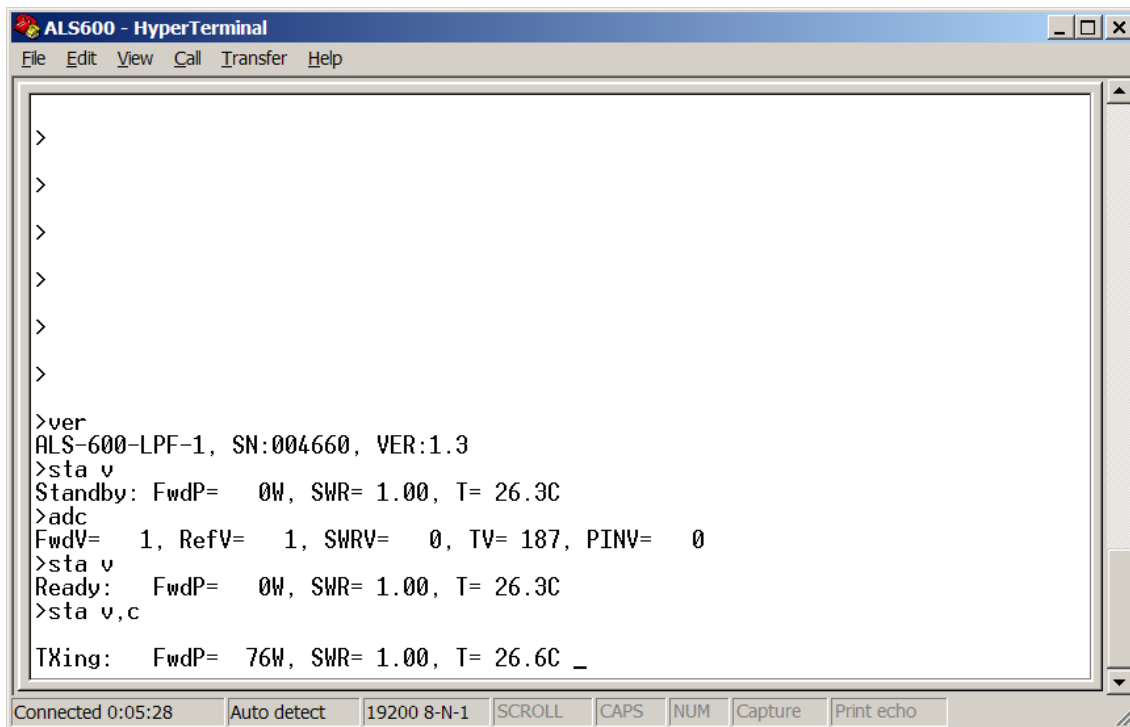 ALS600 - HyperTerminal
File Edit View Call Transfer Help
>
>
>
>
>
>
>ver
ALS-600-LPF-1, SN:004660, VER:1.3
>sta v
Standby: FwdP=   0W, SWR= 1.00, T= 26.3C
>adc
FwdV=   1, RefV=   1, SWRV=   0, TV= 187, PINV=   0
>sta v
Ready:   FwdP=   0W, SWR= 1.00, T= 26.3C
>sta v,c
TXing:   FwdP=  76W, SWR= 1.00, T= 26.6C _
Connected 0:05:28 Auto detect 19200 8-N-1 SCROLL CAPS NUM Capture Print echo